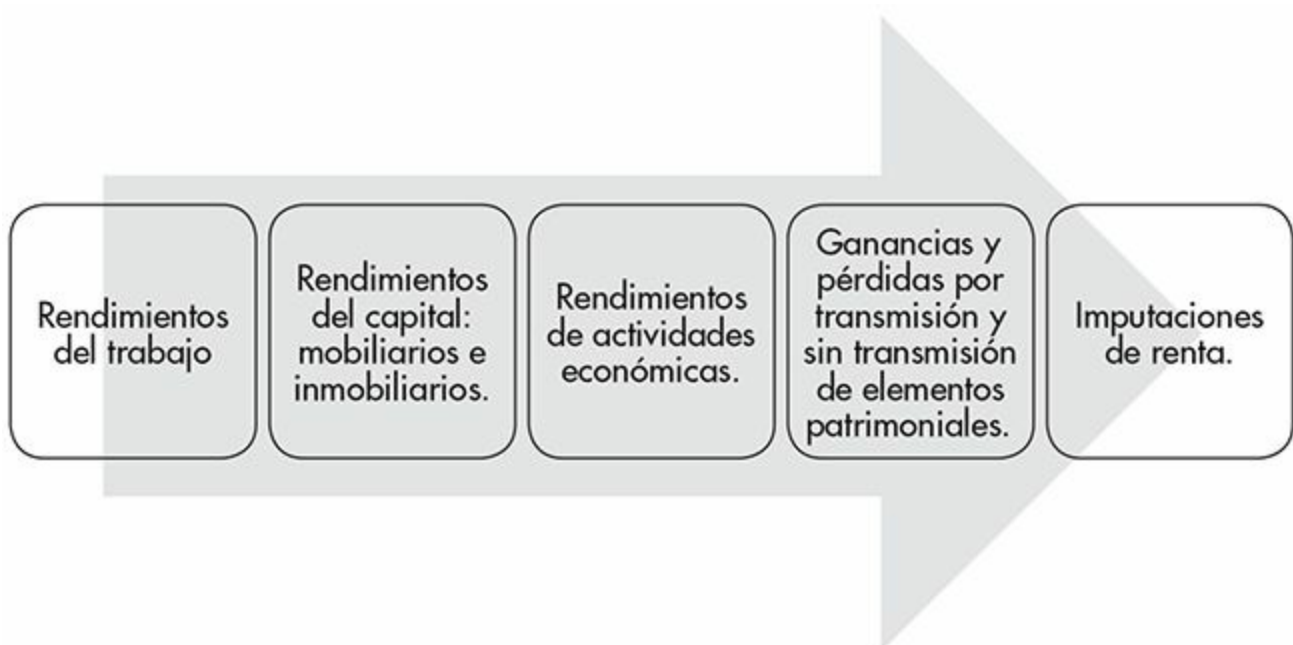 Rendimientos
del trabajo
Rendimientos
del capital:
mobiliarios e
inmobiliarios.
Rendimientos
de actividades
económicas.
Ganancias y
pérdidas por
transmisión y
sin transmisión
de elementos
patrimoniales.
Imputaciones
de renta.